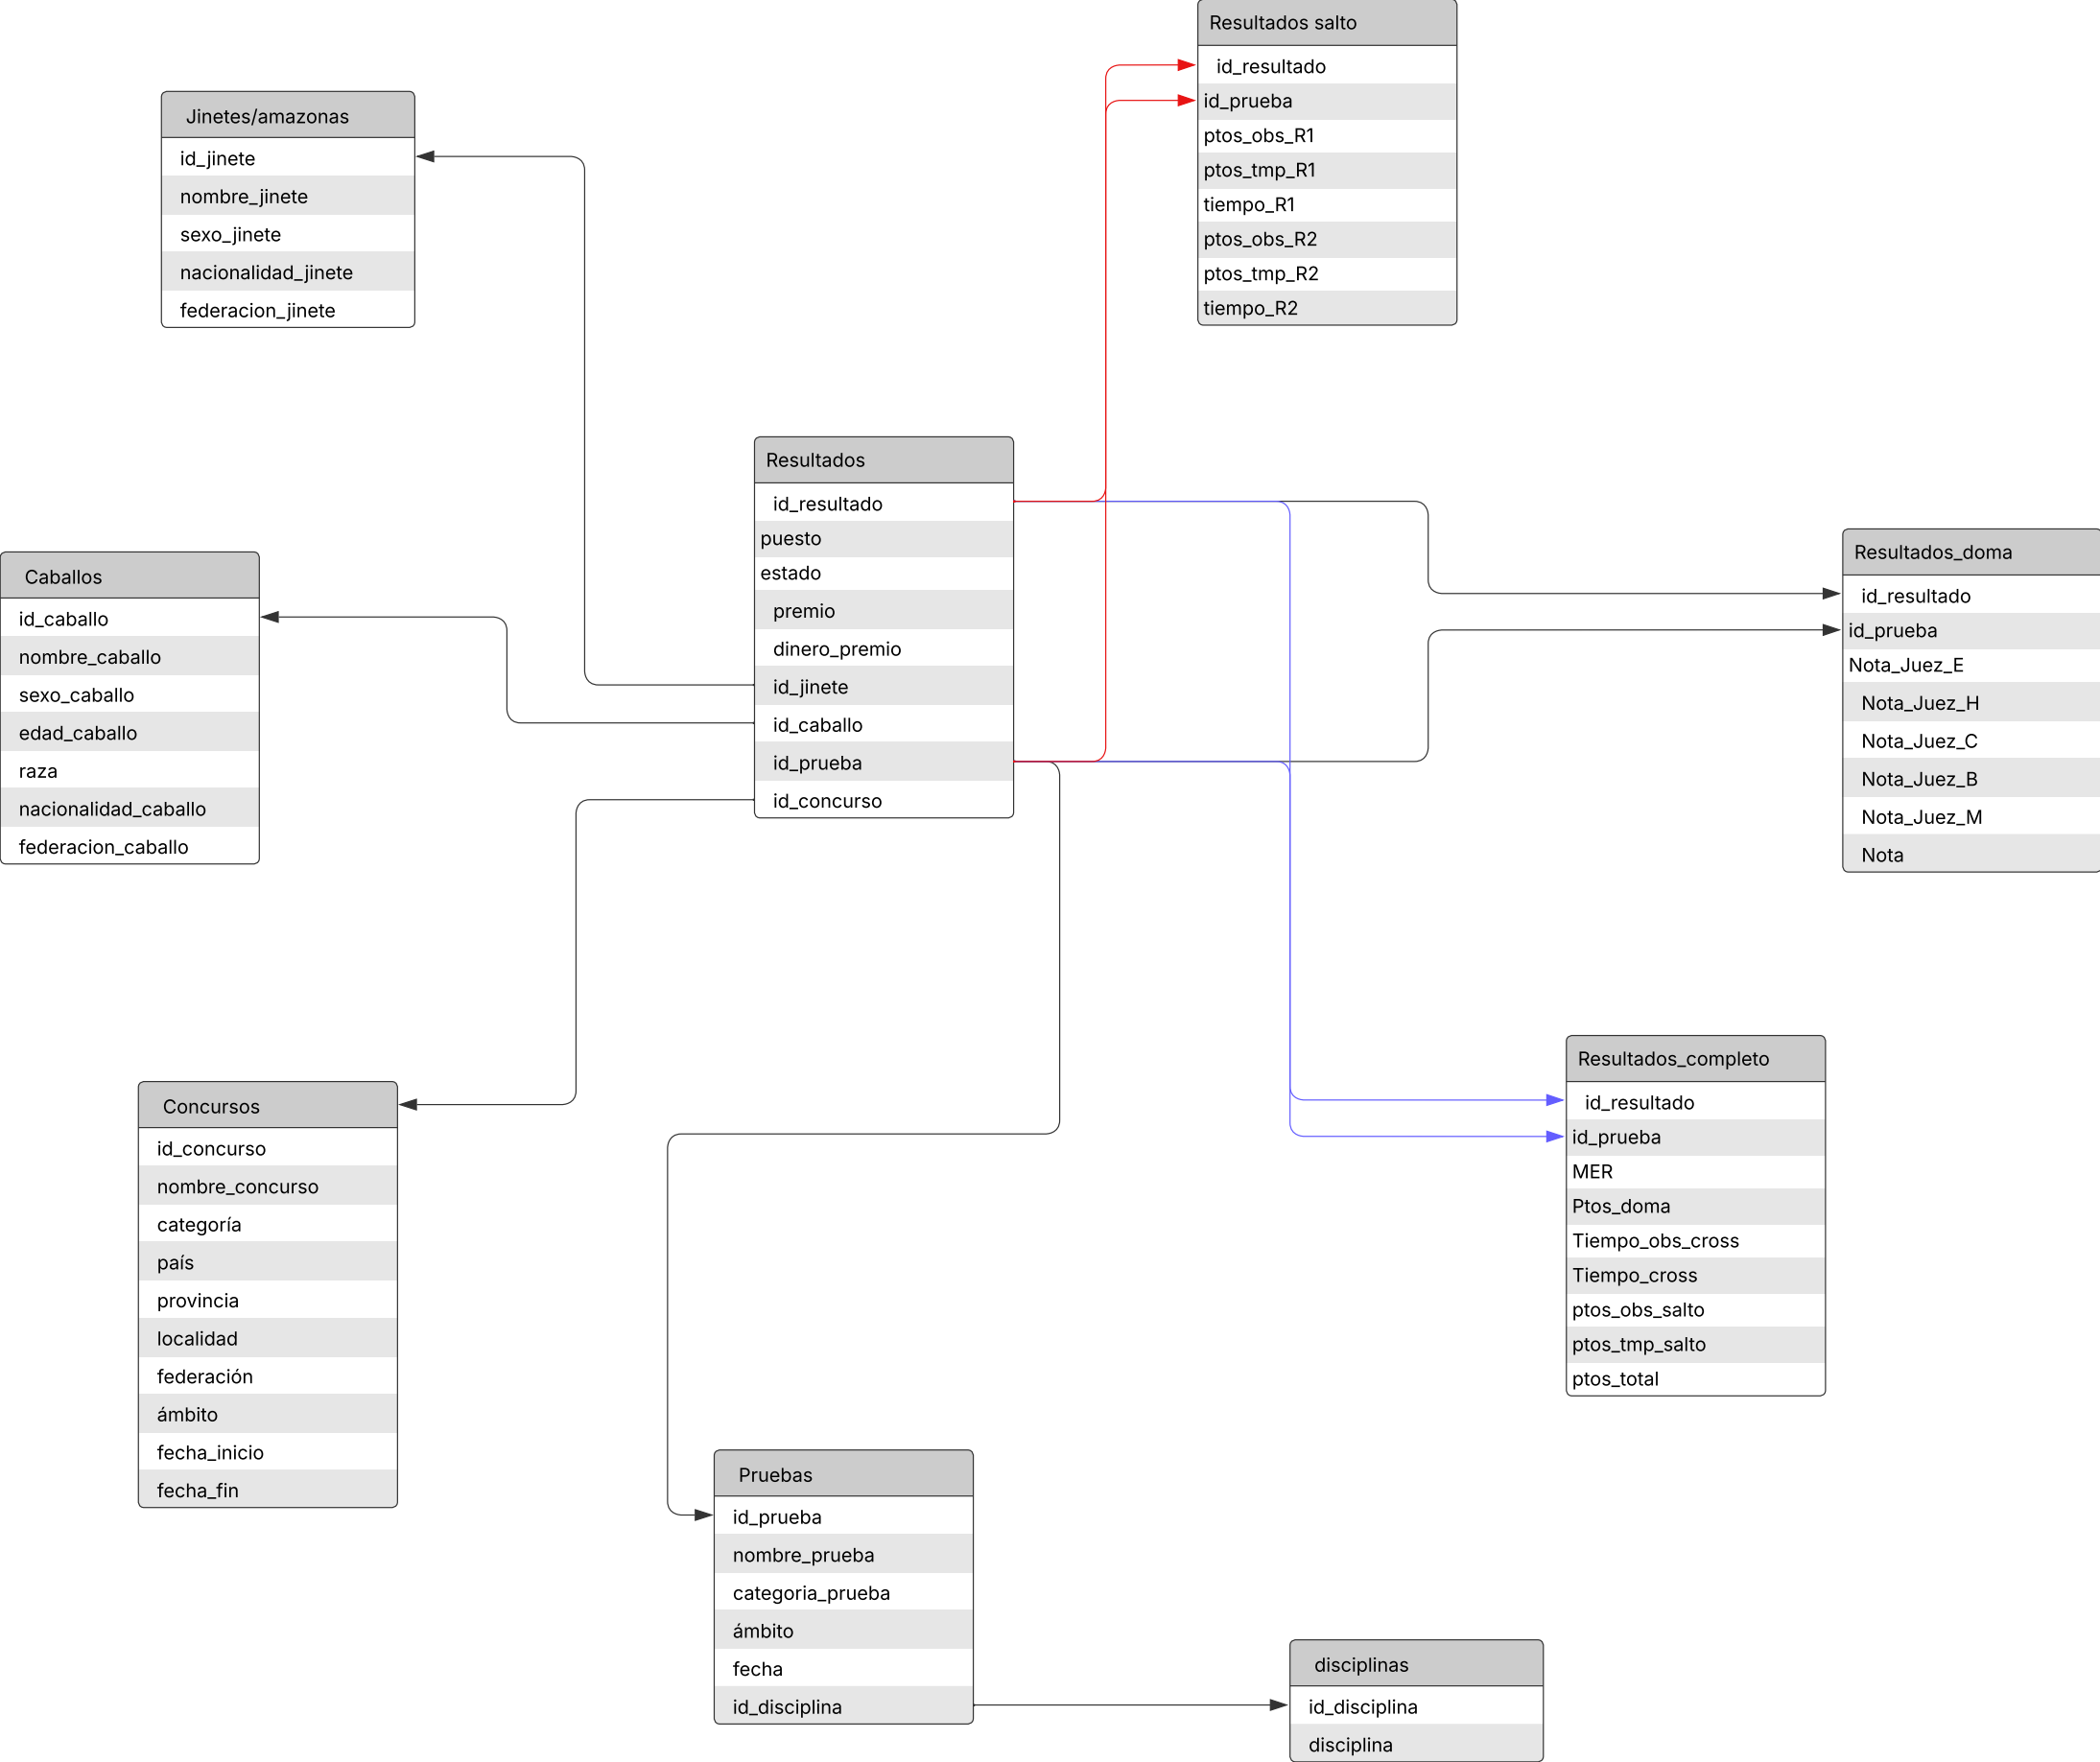 Resultados salto
id_resultado
id_prueba
ptos_obs_R1
ptos_tmp_R1
tiempo_R1
ptos_obs_R2
ptos_tmp_R2
tiempo_R2
Jinetes/amazonas
id_jinete
nombre_jinete
sexo_jinete
nacionalidad_jinete
federacion_jinete
Resultados
id_resultado
puesto
estado
premio
dinero_premio
id_jinete
id_caballo
id_prueba
id_concurso
Resultados_doma
id_resultado
id_prueba
Nota_Juez_E
Nota_Juez_H
Nota_Juez_C
Nota_Juez_B
Nota_Juez_M
Nota
Caballos
id_caballo
nombre_caballo
sexo_caballo
edad_caballo
raza
nacionalidad_caballo
federacion_caballo
Resultados_completo
id_resultado
id_prueba
MER
Ptos_doma
Tiempo_obs_cross
Tiempo_cross
ptos_obs_salto
ptos_tmp_salto
ptos_total
Concursos
id_concurso
nombre_concurso
categoría
país
provincia
localidad
federación
ámbito
fecha_inicio
fecha_fin
Pruebas
id_prueba
nombre_prueba
categoria_prueba
ámbito
fecha
id_disciplina
disciplinas
id_disciplina
disciplina